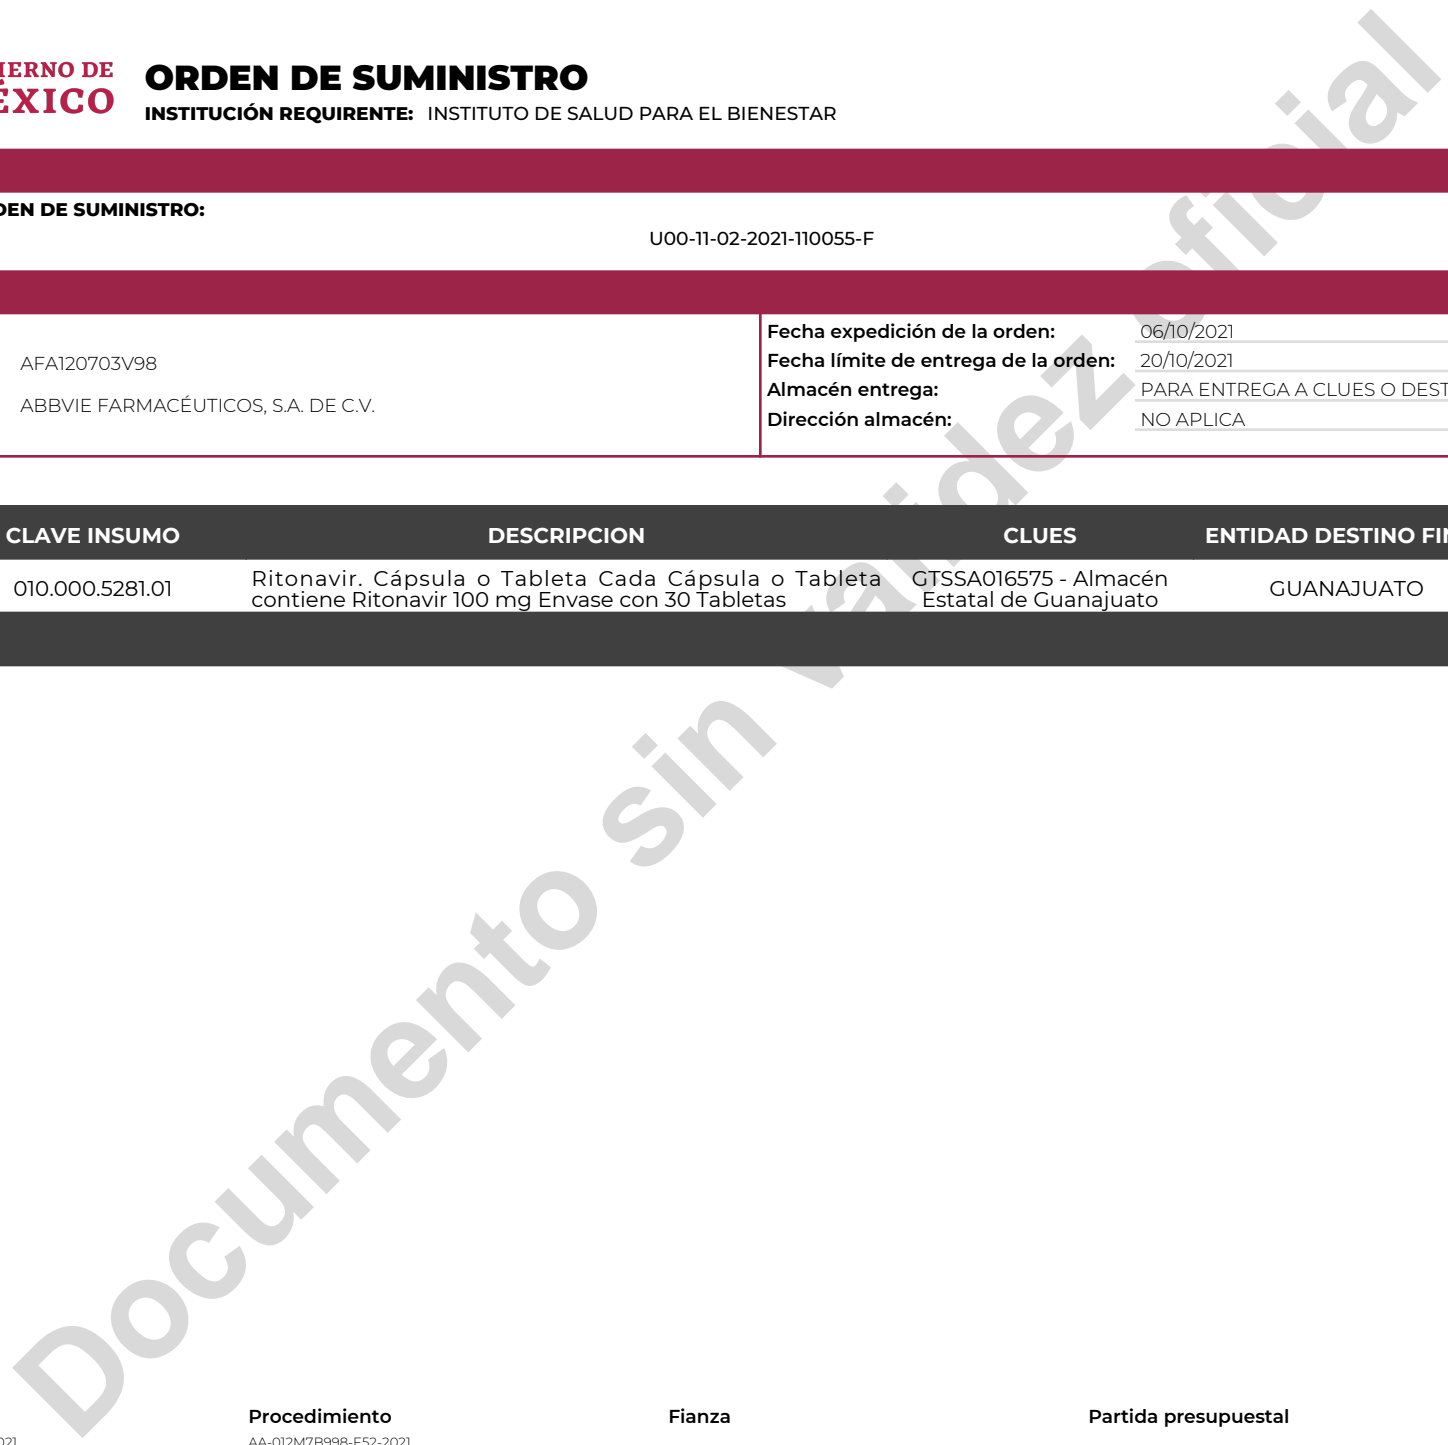 IERNO DE
ÉXICO
ORDEN DE SUMINISTRO
INSTITUCIÓN REQUIRENTE: INSTITUTO DE SALUD PARA EL BIENESTAR
DEN DE SUMINISTRO:
U00-11-02-2021-110055-F
AFA120703V98
ABBVIE FARMACÉUTICOS, S.A. DE C.V.
Fecha expedición de la orden: 06/10/2021
Fecha límite de entrega de la orden: 20/10/2021
Almacén entrega: PARA ENTREGA A CLUES O DEST
Dirección almacén: NO APLICA
CLAVE INSUMO DESCRIPCION CLUES ENTIDAD DESTINO FIN
010.000.5281.01
Ritonavir. Cápsula o Tableta Cada Cápsula o Tableta
contiene Ritonavir 100 mg Envase con 30 Tabletas
GTSSA016575 - Almacén
Estatal de Guanajuato
GUANAJUATO
Documento sin validez oficial
Procedimiento Fianza Partida presupuestal
021 AA-012M7B998-E52-2021